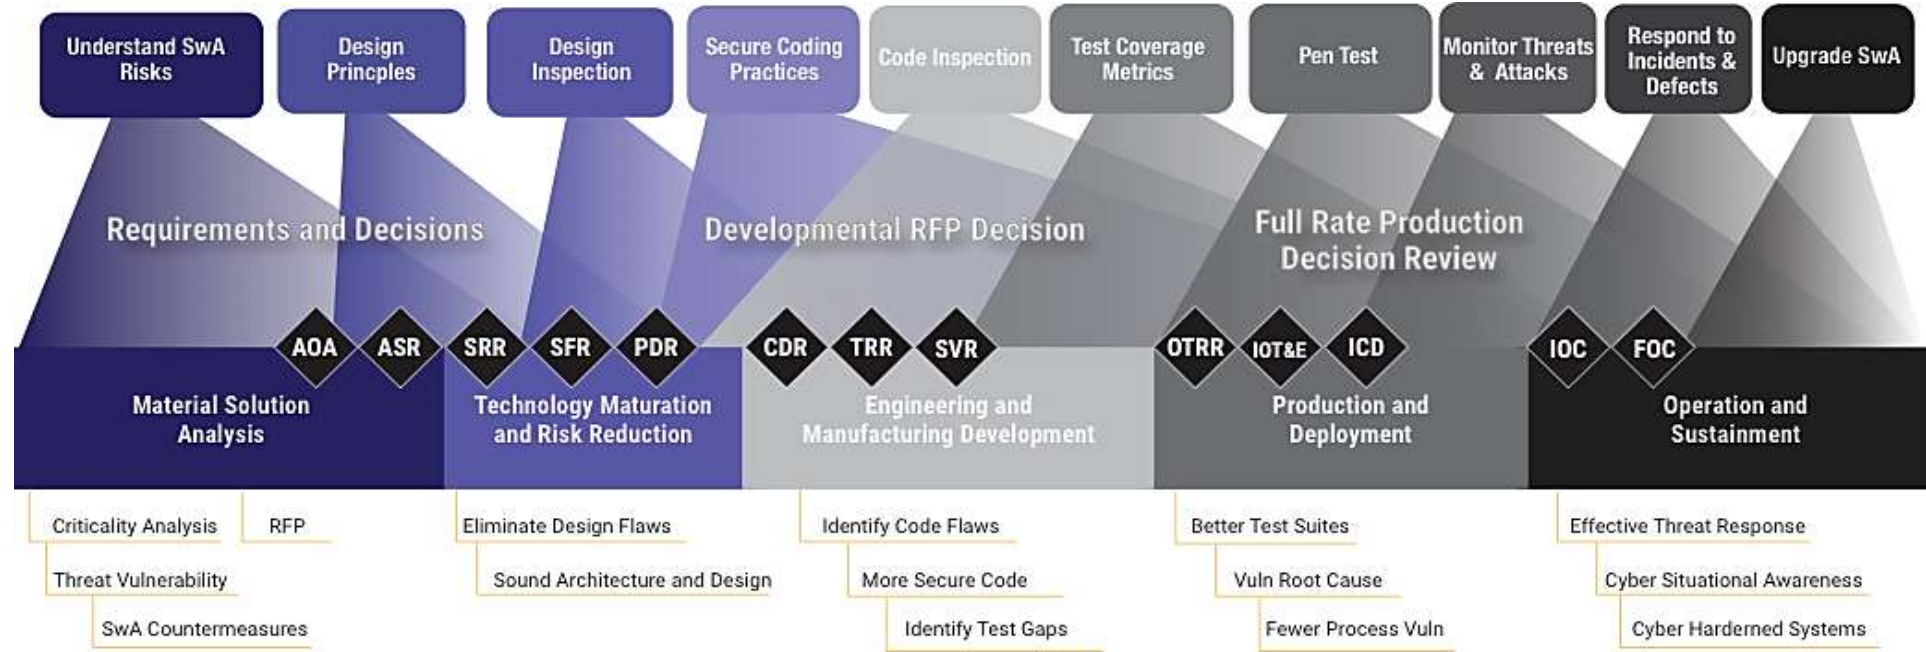 Understand SwA
Risks
Design
Princples
Design
Inspection
Secure Coding
Practices
Code Inspection
Test Coverage
Metrics
Pen Test
Monitor Threats
& Attacks
Respond to
Incidents &
Defects
Upgrade SwA
Requirements and Decisions
Developmental RFP Decision
Full Rate Production
Decision Review
AOA
ASR
SRR
SFR
PDR
CDR
TRR
SVR
OTRR
IOT&E
ICD
IOC
FOC
Material Solution
Analysis
Technology Maturation
and Risk Reduction
Engineering and
Manufacturing Development
Production and
Deployment
Operation and
Sustainment
Criticality Analysis
RFP
Threat Vulnerability
SwA Countermeasures
Eliminate Design Flaws
Sound Architecture and Design
Identify Code Flaws
More Secure Code
Identify Test Gaps
Better Test Suites
Vuln Root Cause
Fewer Process Vuln
Effective Threat Response
Cyber Situational Awareness
Cyber Harderned Systems